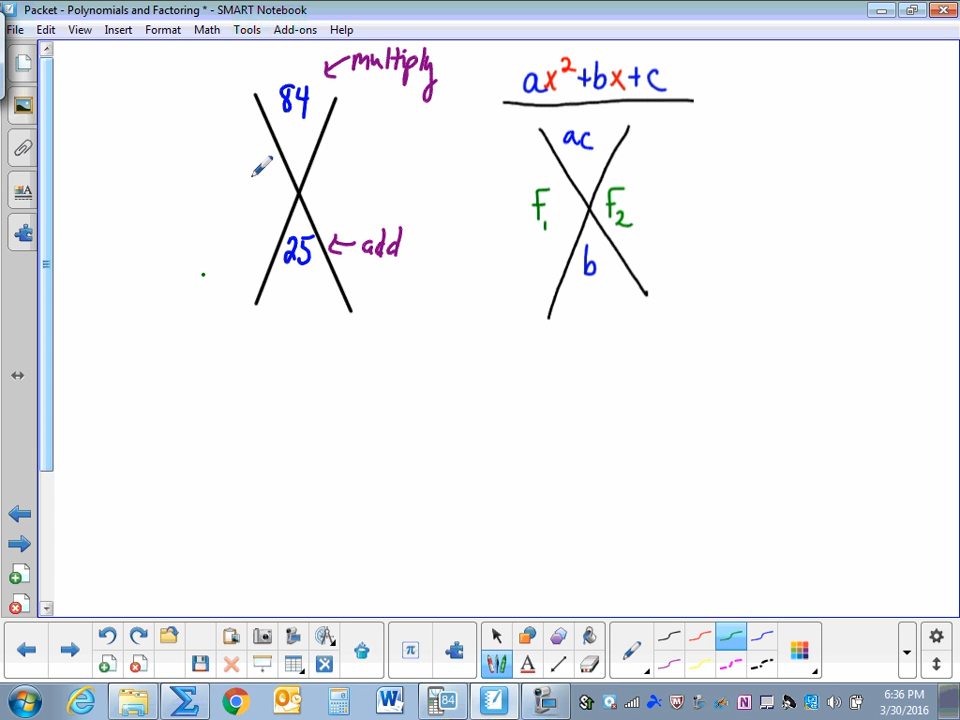 Packet - Polynomials and Factoring * - SMART Notebook
File Edit View Insert Format Math Tools Add-ons Help
multiply
84
25
add
ax²+bx+c
ac
F₁ F₂
b
π
A
84
6:36 PM
3/30/2016